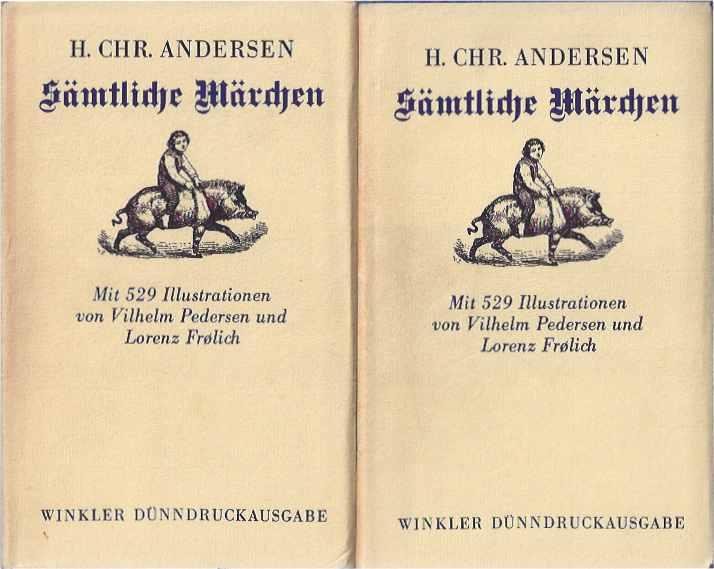 H. CHR. ANDERSEN
Sämtliche Märchen
Mit 529 Illustrationen
von Vilhelm Pedersen und
Lorenz Frølich
WINKLER DÜNNDRUCKAUSGABE
H. CHR. ANDERSEN
Sämtliche Märchen
Mit 529 Illustrationen
von Vilhelm Pedersen und
Lorenz Frølich
WINKLER DÜNNDRUCKAUSGABE